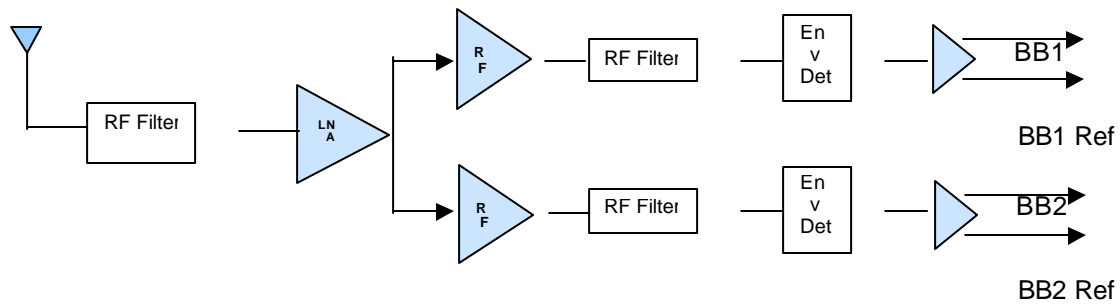 RF Filter
LN
A
R
F
RF Filter
En
v
Det
BB1
BB1 Ref
R
F
RF Filter
En
v
Det
BB2
BB2 Ref